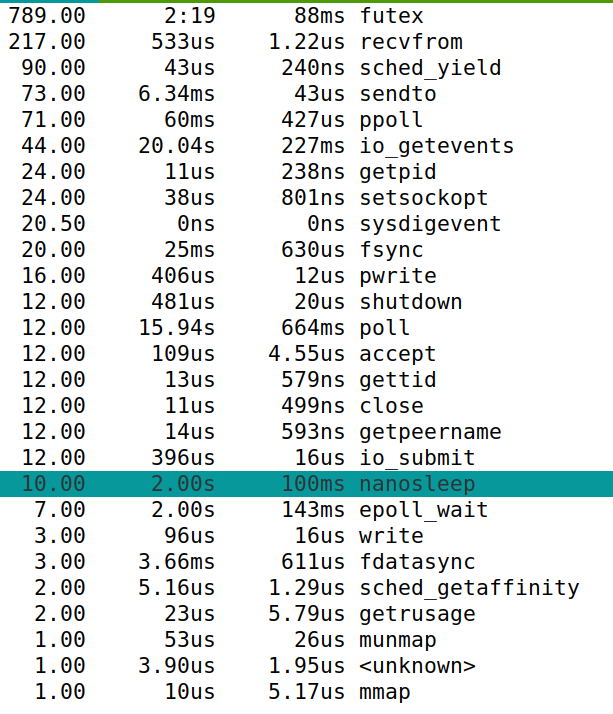 789.00 2:19 88ms futex
217.00 533us 1.22us recvfrom
90.00 43us 240ns sched_yield
73.00 6.34ms 43us sendto
71.00 60ms 427us ppoll
44.00 20.04s 227ms io_getevents
24.00 11us 238ns getpid
24.00 38us 801ns setsockopt
20.50 0ns 0ns sysdigevent
20.00 25ms 630us fsync
16.00 406us 12us pwrite
12.00 481us 20us shutdown
12.00 15.94s 664ms poll
12.00 109us 4.55us accept
12.00 13us 579ns gettid
12.00 11us 499ns close
12.00 14us 593ns getpeername
12.00 396us 16us io_submit
10.00 2.00s 100ms nanosleep
7.00 2.00s 143ms epoll_wait
3.00 96us 16us write
3.00 3.66ms 611us fdatasync
2.00 5.16us 1.29us sched_getaffinity
2.00 23us 5.79us getrusage
1.00 53us 26us munmap
1.00 3.90us 1.95us <unknown>
1.00 10us 5.17us mmap